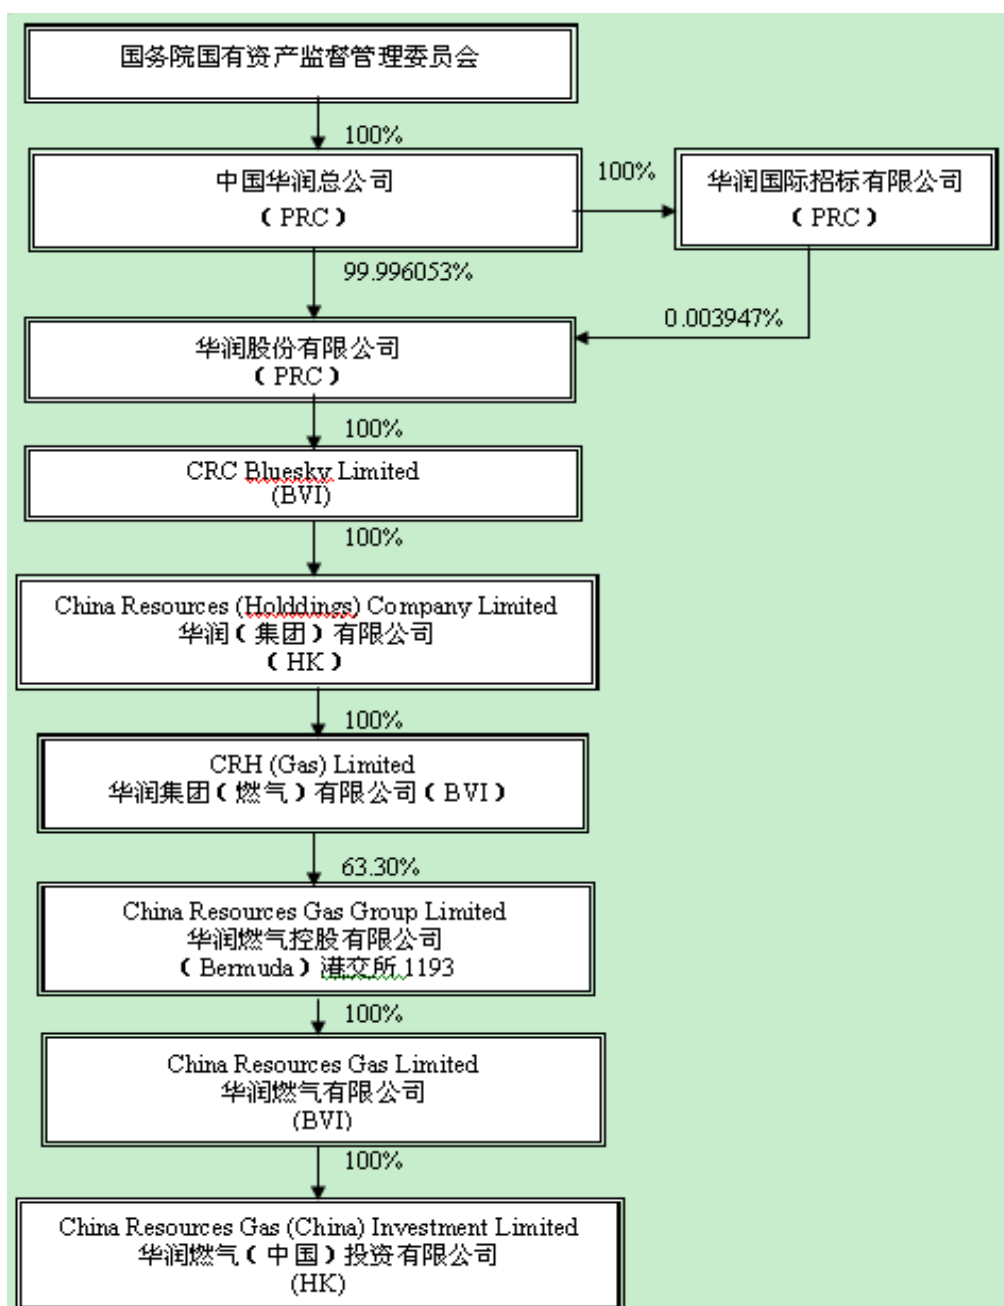 国务院国有资产监督管理委员会
100%
中国华润总公司
（PRC）
100%
华润国际招标有限公司
（PRC）
99.996053%
0.003947%
华润股份有限公司
（PRC）
100%
CRC Bluesky Limited
(BVI)
100%
China Resources (Holddings) Company Limited
华润（集团）有限公司
（HK）
100%
CRH (Gas) Limited
华润集团（燃气）有限公司（BVI）
63.30%
China Resources Gas Group Limited
华润燃气控股有限公司
（Bermuda）港交所 1193
100%
China Resources Gas Limited
华润燃气有限公司
(BVI)
100%
China Resources Gas (China) Investment Limited
华润燃气（中国）投资有限公司
(HK)